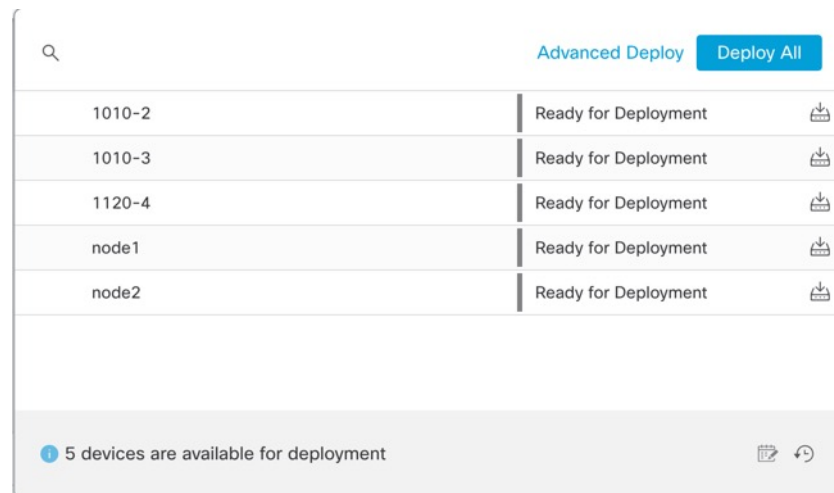 Advanced Deploy Deploy All
1010-2 Ready for Deployment
1010-3 Ready for Deployment
1120-4 Ready for Deployment
node1 Ready for Deployment
node2 Ready for Deployment
5 devices are available for deployment